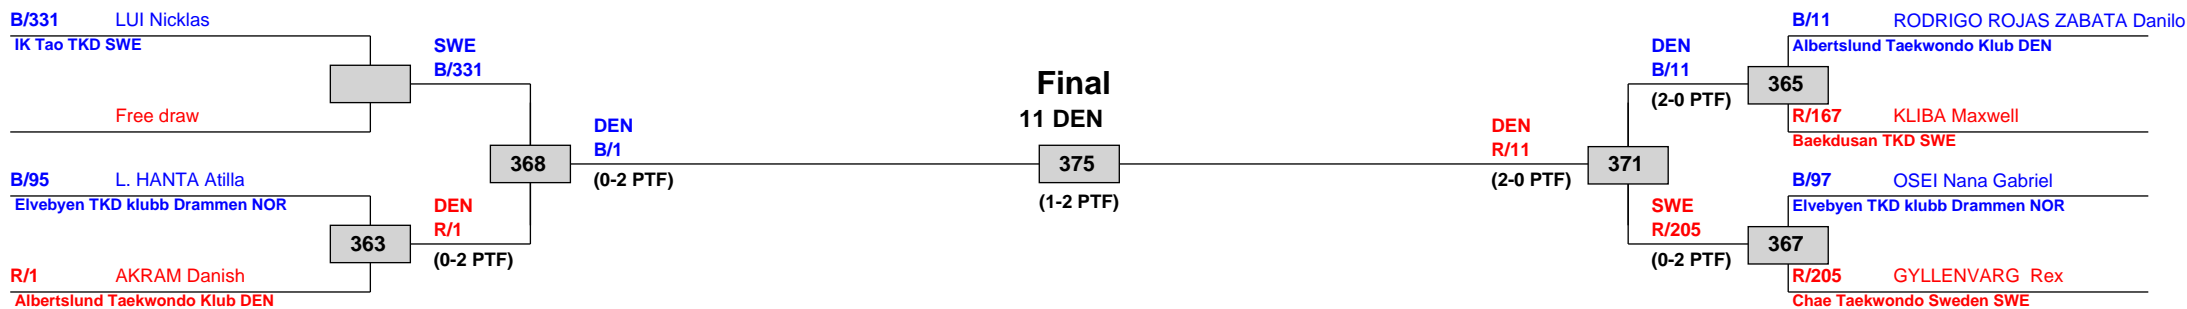 B/331 LUI Nicklas
IK Tao TKD SWE
SWE
B/331
Free draw
DEN
B/1
368
(0-2 PTF)
B/95 L. HANTA Atilla
Elvebyen TKD klubb Drammen NOR
DEN
R/1
363
(0-2 PTF)
R/1 AKRAM Danish
Albertslund Taekwondo Klub DEN
Final
11 DEN
375
(1-2 PTF)
B/11 RODRIGO ROJAS ZABATA Danilo
Albertslund Taekwondo Klub DEN
DEN
B/11
365
(2-0 PTF)
R/167 KLIBA Maxwell
Baekdusan TKD SWE
DEN
R/11
371
(2-0 PTF)
B/97 OSEI Nana Gabriel
Elvebyen TKD klubb Drammen NOR
SWE
R/205
367
(0-2 PTF)
R/205 GYLLENVARG  Rex
Chae Taekwondo Sweden SWE